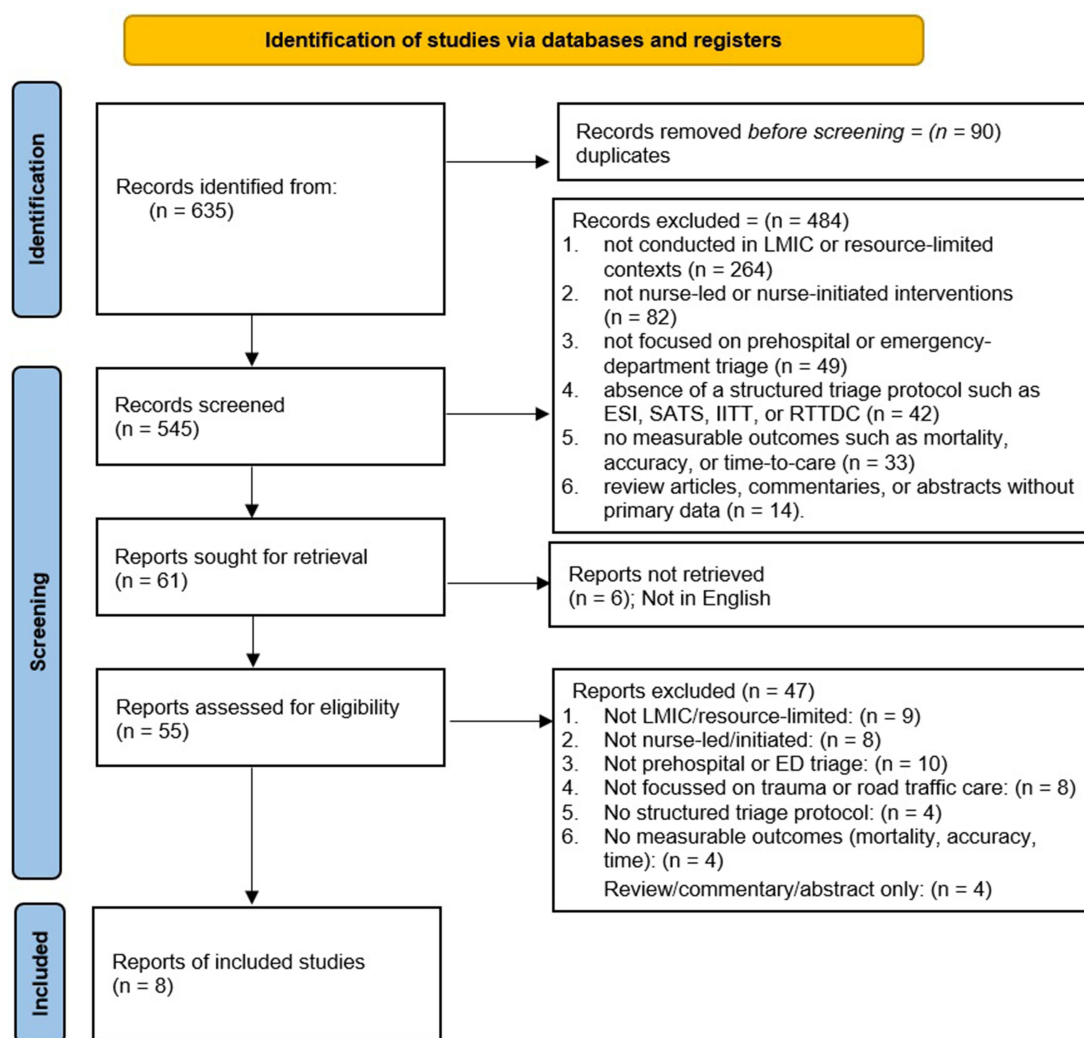 Identification of studies via databases and registers
Identification
Records identified from:
(n = 635)
Records removed before screening = (n = 90)
duplicates
Records excluded = (n = 484)
1. not conducted in LMIC or resource-limited
contexts (n = 264)
2. not nurse-led or nurse-initiated interventions
(n = 82)
3. not focused on prehospital or emergency-
department triage (n = 49)
4. absence of a structured triage protocol such as
ESI, SATS, IITT, or RTTDC (n = 42)
5. no measurable outcomes such as mortality,
accuracy, or time-to-care (n = 33)
6. review articles, commentaries, or abstracts without
primary data (n = 14).
Screening
Records screened
(n = 545)
Reports sought for retrieval
(n = 61)
Reports not retrieved
(n = 6); Not in English
Reports assessed for eligibility
(n = 55)
Reports excluded (n = 47)
1. Not LMIC/resource-limited: (n = 9)
2. Not nurse-led/initiated: (n = 8)
3. Not prehospital or ED triage: (n = 10)
4. Not focussed on trauma or road traffic care: (n = 8)
5. No structured triage protocol: (n = 4)
6. No measurable outcomes (mortality, accuracy,
time): (n = 4)
Review/commentary/abstract only: (n = 4)
Included
Reports of included studies
(n = 8)